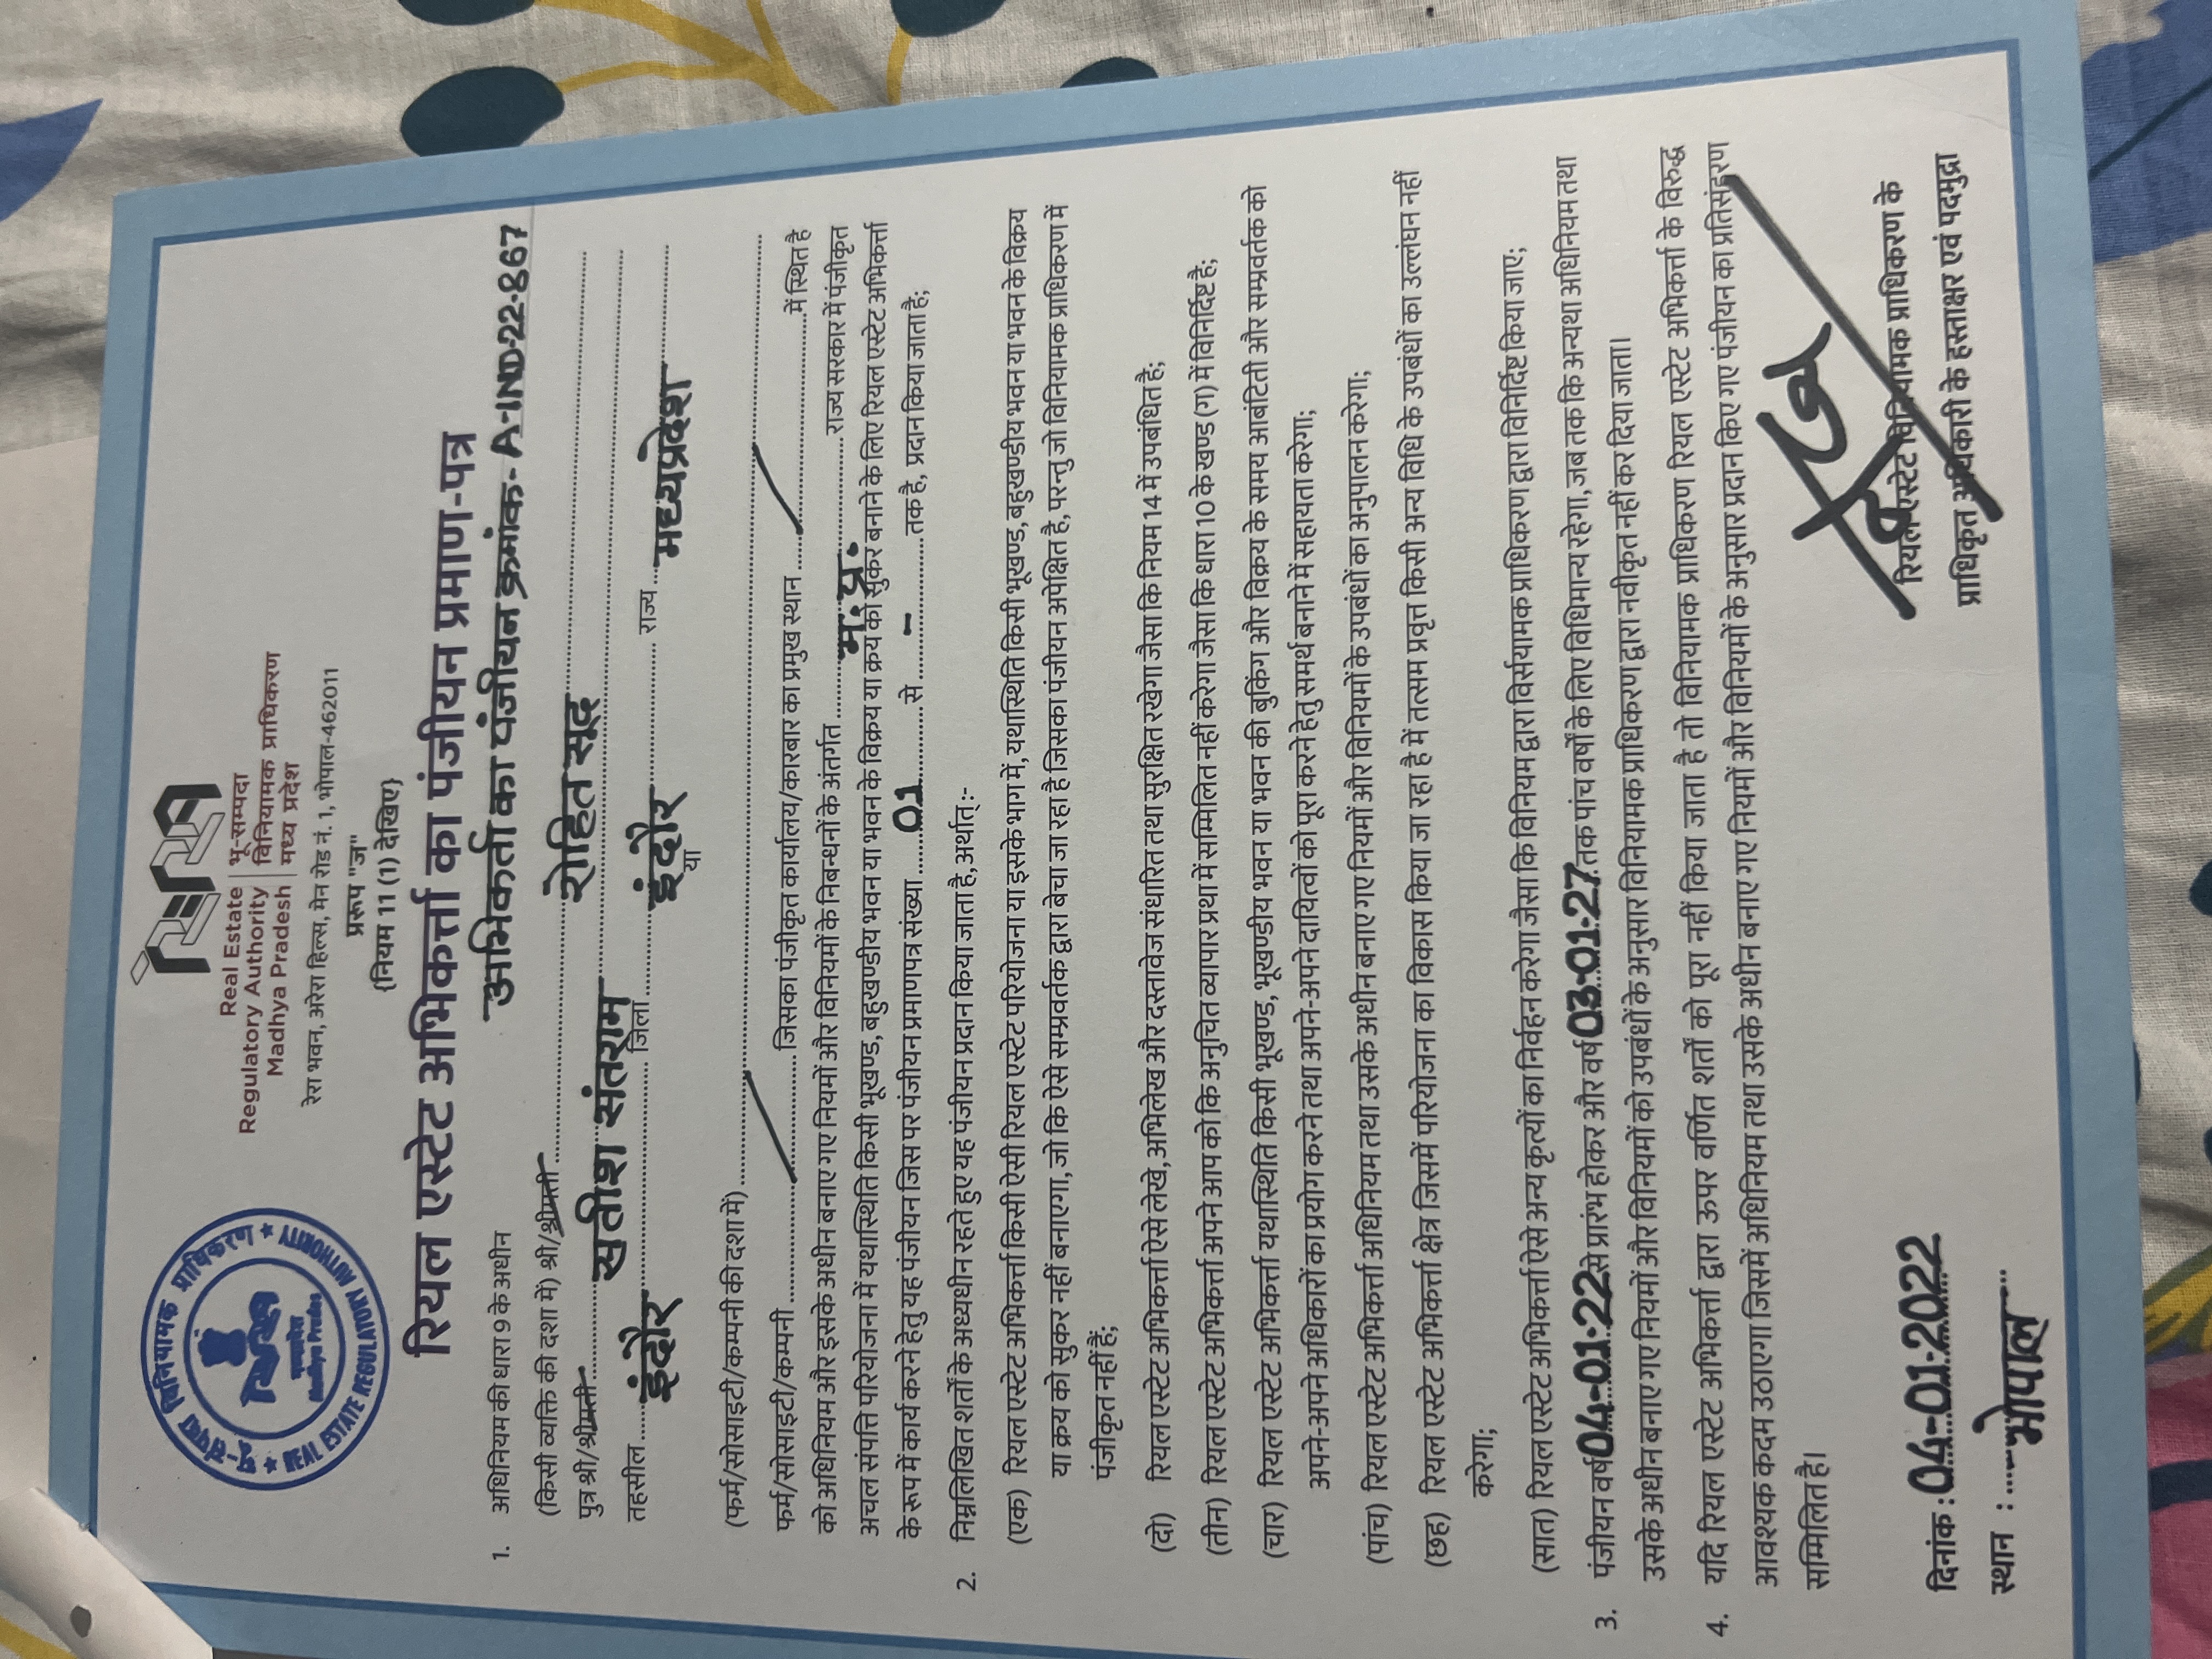 भू-संपदा विनियामक प्राधिकरण
मध्यप्रदेश
Madhya Pradesh
REAL ESTATE REGULATORY AUTHORITY
Real Estate भू-सम्पदा
Regulatory Authority विनियामक प्राधिकरण
Madhya Pradesh मध्य प्रदेश
रेरा भवन, अरेरा हिल्स, मेन रोड नं. 1, भोपाल-462011
प्ररूप "ज"
{नियम 11 (1) देखिए}
रियल एस्टेट अभिकर्त्ता का पंजीयन प्रमाण-पत्र
अभिकर्ता का पंजीयन क्रमांक- A-IND-22-867
1. अधिनियम की धारा 9 के अधीन
(किसी व्यक्ति की दशा में) श्री/श्रीमती रोहित सूद
पुत्र श्री/श्रीमती सतीश संतराम
तहसील इंदौर जिला इंदौर राज्य मध्यप्रदेश
या
(फर्म/सोसाइटी/कम्पनी की दशा में)
फर्म/सोसाइटी/कम्पनी जिसका पंजीकृत कार्यालय/कारबार का प्रमुख स्थान में स्थित है
को अधिनियम और इसके अधीन बनाए गए नियमों और विनियमों के निबन्धनों के अंतर्गत म.प्र. राज्य सरकार में पंजीकृत
अचल संपत्ति परियोजना में यथास्थिति किसी भूखण्ड, बहुखण्डीय भवन या भवन के विक्रय या क्रय को सुकर बनाने के लिए रियल एस्टेट अभिकर्त्ता
के रूप में कार्य करने हेतु यह पंजीयन जिस पर पंजीयन प्रमाणपत्र संख्या 01 से - तक है, प्रदान किया जाता है;
2. निम्नलिखित शर्तों के अध्यधीन रहते हुए यह पंजीयन प्रदान किया जाता है, अर्थात्:-
(एक) रियल एस्टेट अभिकर्त्ता किसी ऐसी रियल एस्टेट परियोजना या इसके भाग में, यथास्थिति किसी भूखण्ड, बहुखण्डीय भवन या भवन के विक्रय
या क्रय को सुकर नहीं बनाएगा, जो कि ऐसे सम्प्रवर्तक द्वारा बेचा जा रहा है जिसका पंजीयन अपेक्षित है, परन्तु जो विनियामक प्राधिकरण में
पंजीकृत नहीं हैं;
(दो) रियल एस्टेट अभिकर्त्ता ऐसे लेखे, अभिलेख और दस्तावेज संधारित तथा सुरक्षित रखेगा जैसा कि नियम 14 में उपबंधित है;
(तीन) रियल एस्टेट अभिकर्त्ता अपने आप को कि अनुचित व्यापार प्रथा में सम्मिलित नहीं करेगा जैसा कि धारा 10 के खण्ड (ग) में विनिर्दिष्ट है;
(चार) रियल एस्टेट अभिकर्त्ता यथास्थिति किसी भूखण्ड, भूखण्डीय भवन या भवन की बुकिंग और विक्रय के समय आबंटिती और सम्प्रवर्तक को
अपने-अपने अधिकारों का प्रयोग करने तथा अपने-अपने दायित्वों को पूरा करने हेतु समर्थ बनाने में सहायता करेगा;
(पांच) रियल एस्टेट अभिकर्त्ता अधिनियम तथा उसके अधीन बनाए गए नियमों और विनियमों के उपबंधों का अनुपालन करेगा;
(छह) रियल एस्टेट अभिकर्त्ता क्षेत्र जिसमें परियोजना का विकास किया जा रहा है में तत्सम प्रवृत्त किसी अन्य विधि के उपबंधों का उल्लंघन नहीं
करेगा;
(सात) रियल एस्टेट अभिकर्त्ता ऐसे अन्य कृत्यों का निर्वहन करेगा जैसा कि विनियम द्वारा विर्सयामक प्राधिकरण द्वारा विनिर्दिष्ट किया जाए;
3. पंजीयन वर्ष 04-01-22 से प्रारंभ होकर और वर्ष 03-01-27 तक पांच वर्षों के लिए विधिमान्य रहेगा, जब तक कि अन्यथा अधिनियम तथा
उसके अधीन बनाए गए नियमों और विनियमों को उपबंधों के अनुसार विनियामक प्राधिकरण द्वारा नवीकृत नहीं कर दिया जाता।
4. यदि रियल एस्टेट अभिकर्त्ता द्वारा ऊपर वर्णित शर्तों को पूरा नहीं किया जाता है तो विनियामक प्राधिकरण रियल एस्टेट अभिकर्त्ता के विरुद्ध
आवश्यक कदम उठाएगा जिसमें अधिनियम तथा उसके अधीन बनाए गए नियमों और विनियमों के अनुसार प्रदान किए गए पंजीयन का प्रतिसंहरण
सम्मिलित है।
रियल एस्टेट विनियामक प्राधिकरण के
प्राधिकृत अधिकारी के हस्ताक्षर एवं पदमुद्रा
दिनांक : 04-01-2022
स्थान : भोपाल